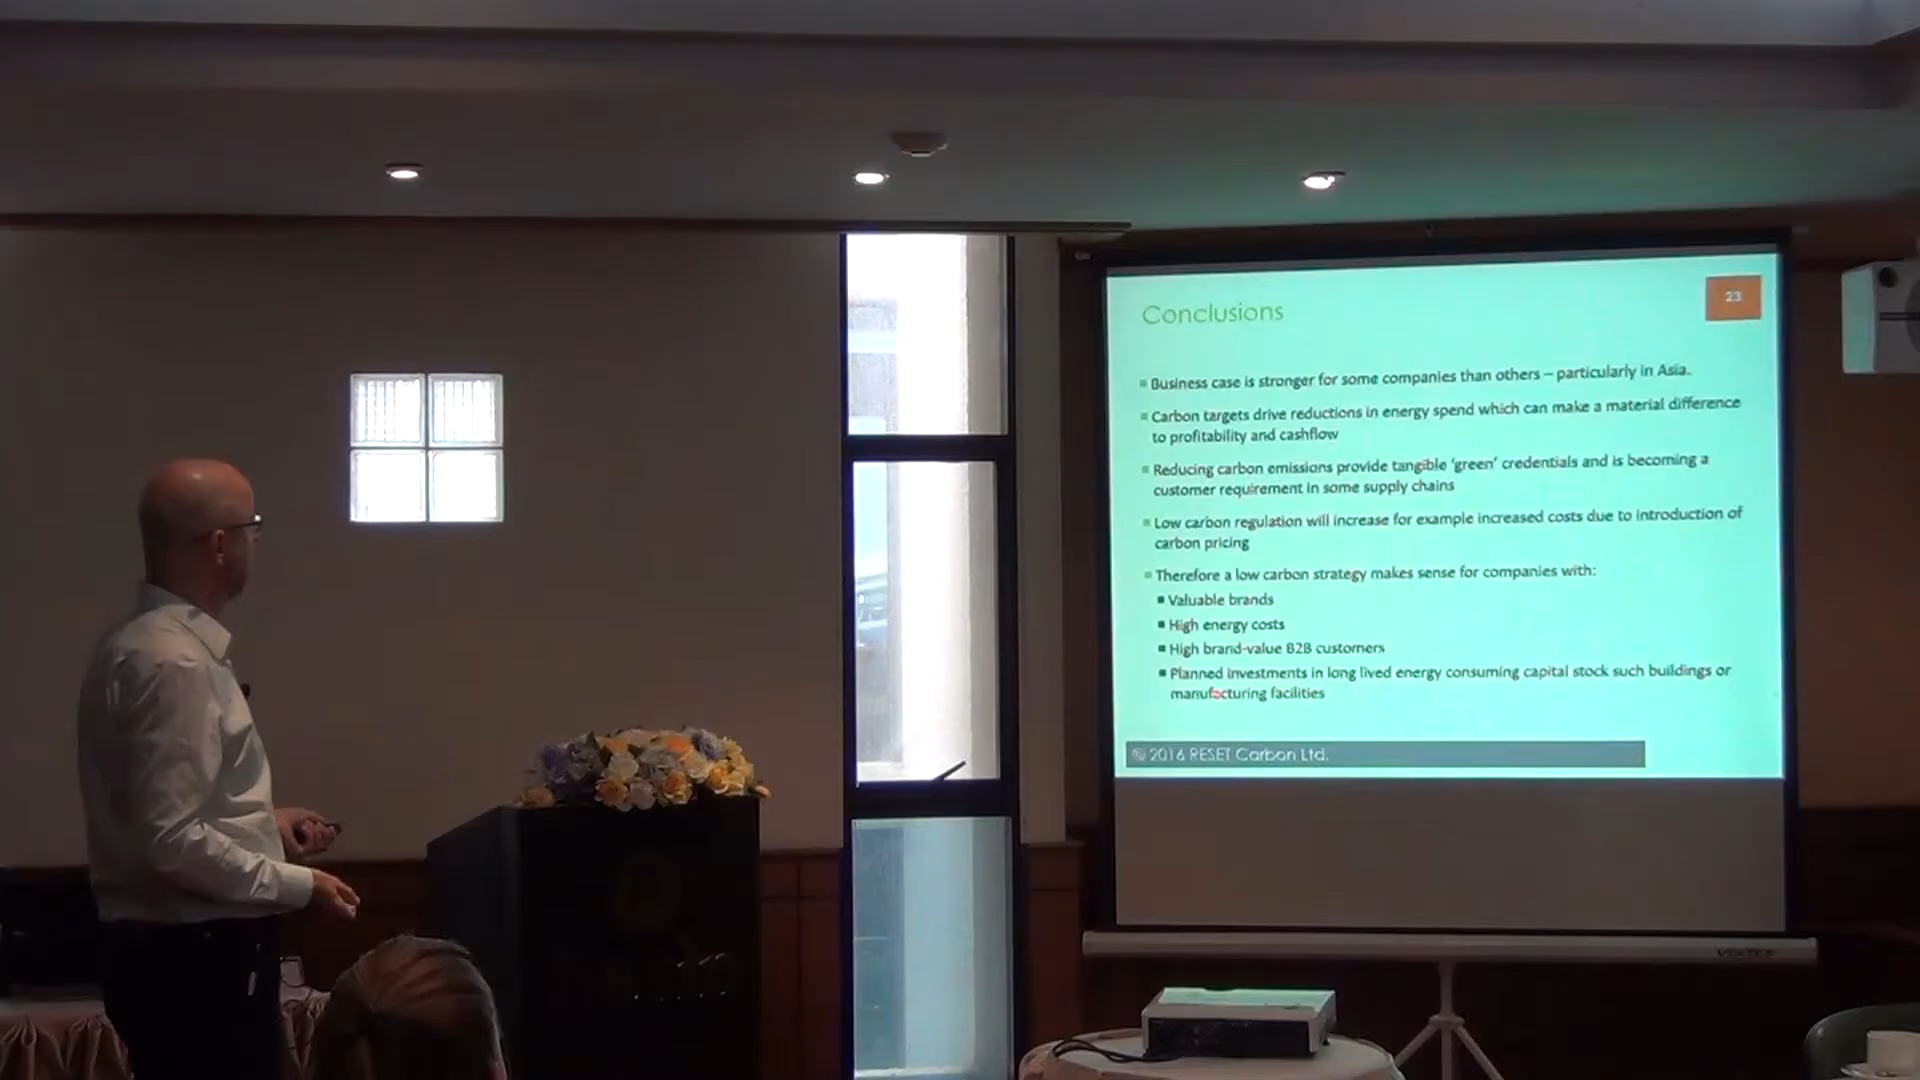 Conclusions
23
Business case is stronger for some companies than others – particularly in Asia.
Carbon targets drive reductions in energy spend which can make a material difference
to profitability and cashflow
Reducing carbon emissions provide tangible ‘green’ credentials and is becoming a
customer requirement in some supply chains
Low carbon regulation will increase for example increased costs due to introduction of
carbon pricing
Therefore a low carbon strategy makes sense for companies with:
Valuable brands
High energy costs
High brand-value B2B customers
Planned investments in long lived energy consuming capital stock such buildings or
manufacturing facilities
© 2016 RESET Carbon Ltd.